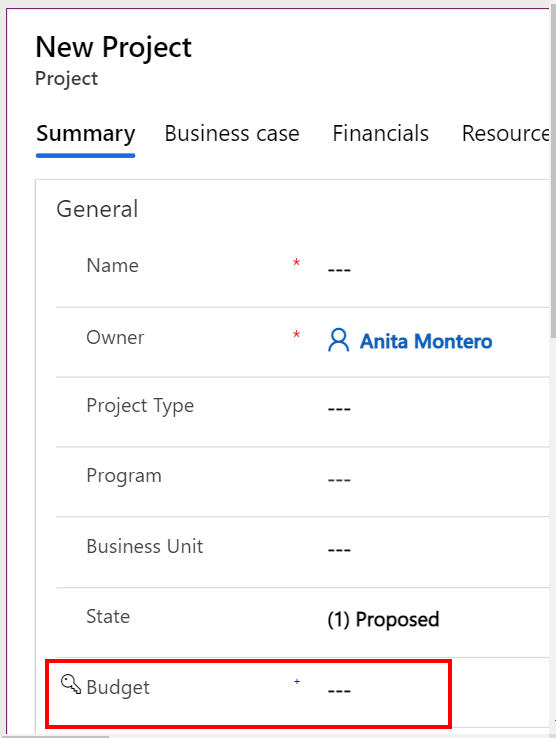 New Project
Project
Summary Business case Financials Resource
General
Name * ---
Owner * Anita Montero
Project Type ---
Program ---
Business Unit ---
State (1) Proposed
Budget + ---